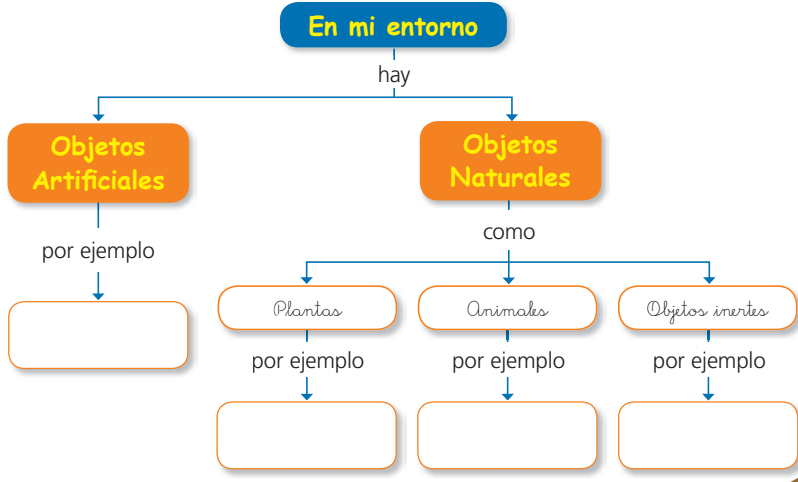 En mi entorno
hay
Objetos
Artificiales
Objetos
Naturales
por ejemplo
como
Plantas
Animales
Objetos inertes
por ejemplo
por ejemplo
por ejemplo